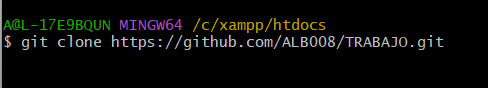 A@L-17E9BQUN MINGW64 /c/xampp/htdocs
$ git clone https://github.com/ALB008/TRABAJO.git